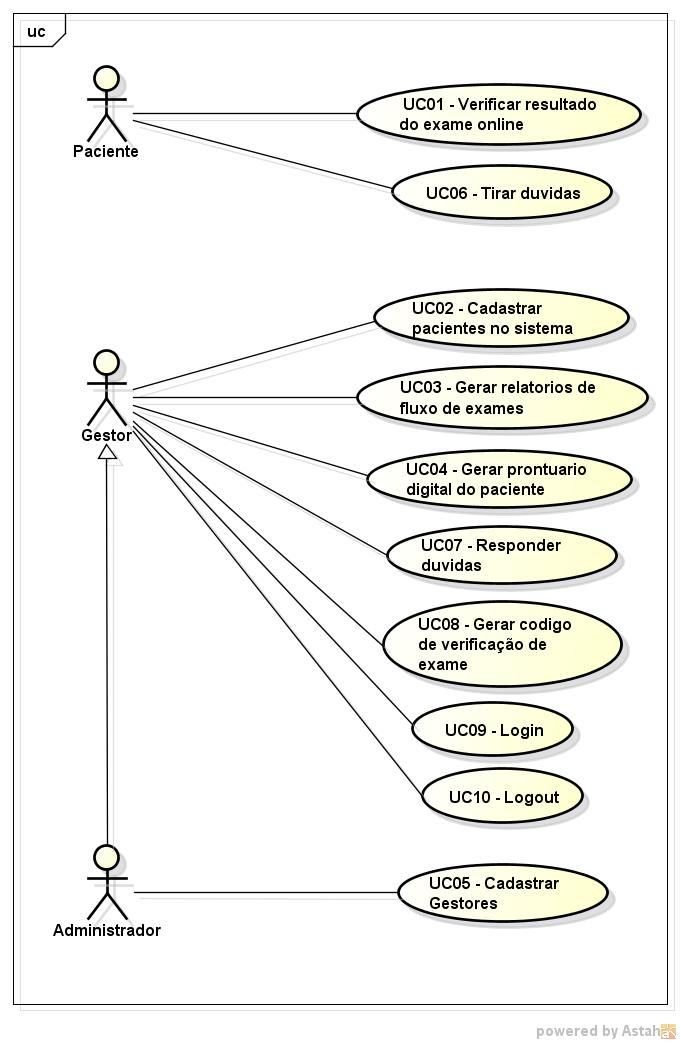 uc
UC01 - Verificar resultado
do exame online
Paciente
UC06 - Tirar duvidas
UC02 - Cadastrar
pacientes no sistema
UC03 - Gerar relatorios de
fluxo de exames
Gestor
UC04 - Gerar prontuario
digital do paciente
UC07 - Responder
duvidas
UC08 - Gerar codigo
de verificação de
exame
UC09 - Login
UC10 - Logout
UC05 - Cadastrar
Gestores
Administrador
powered by Astah